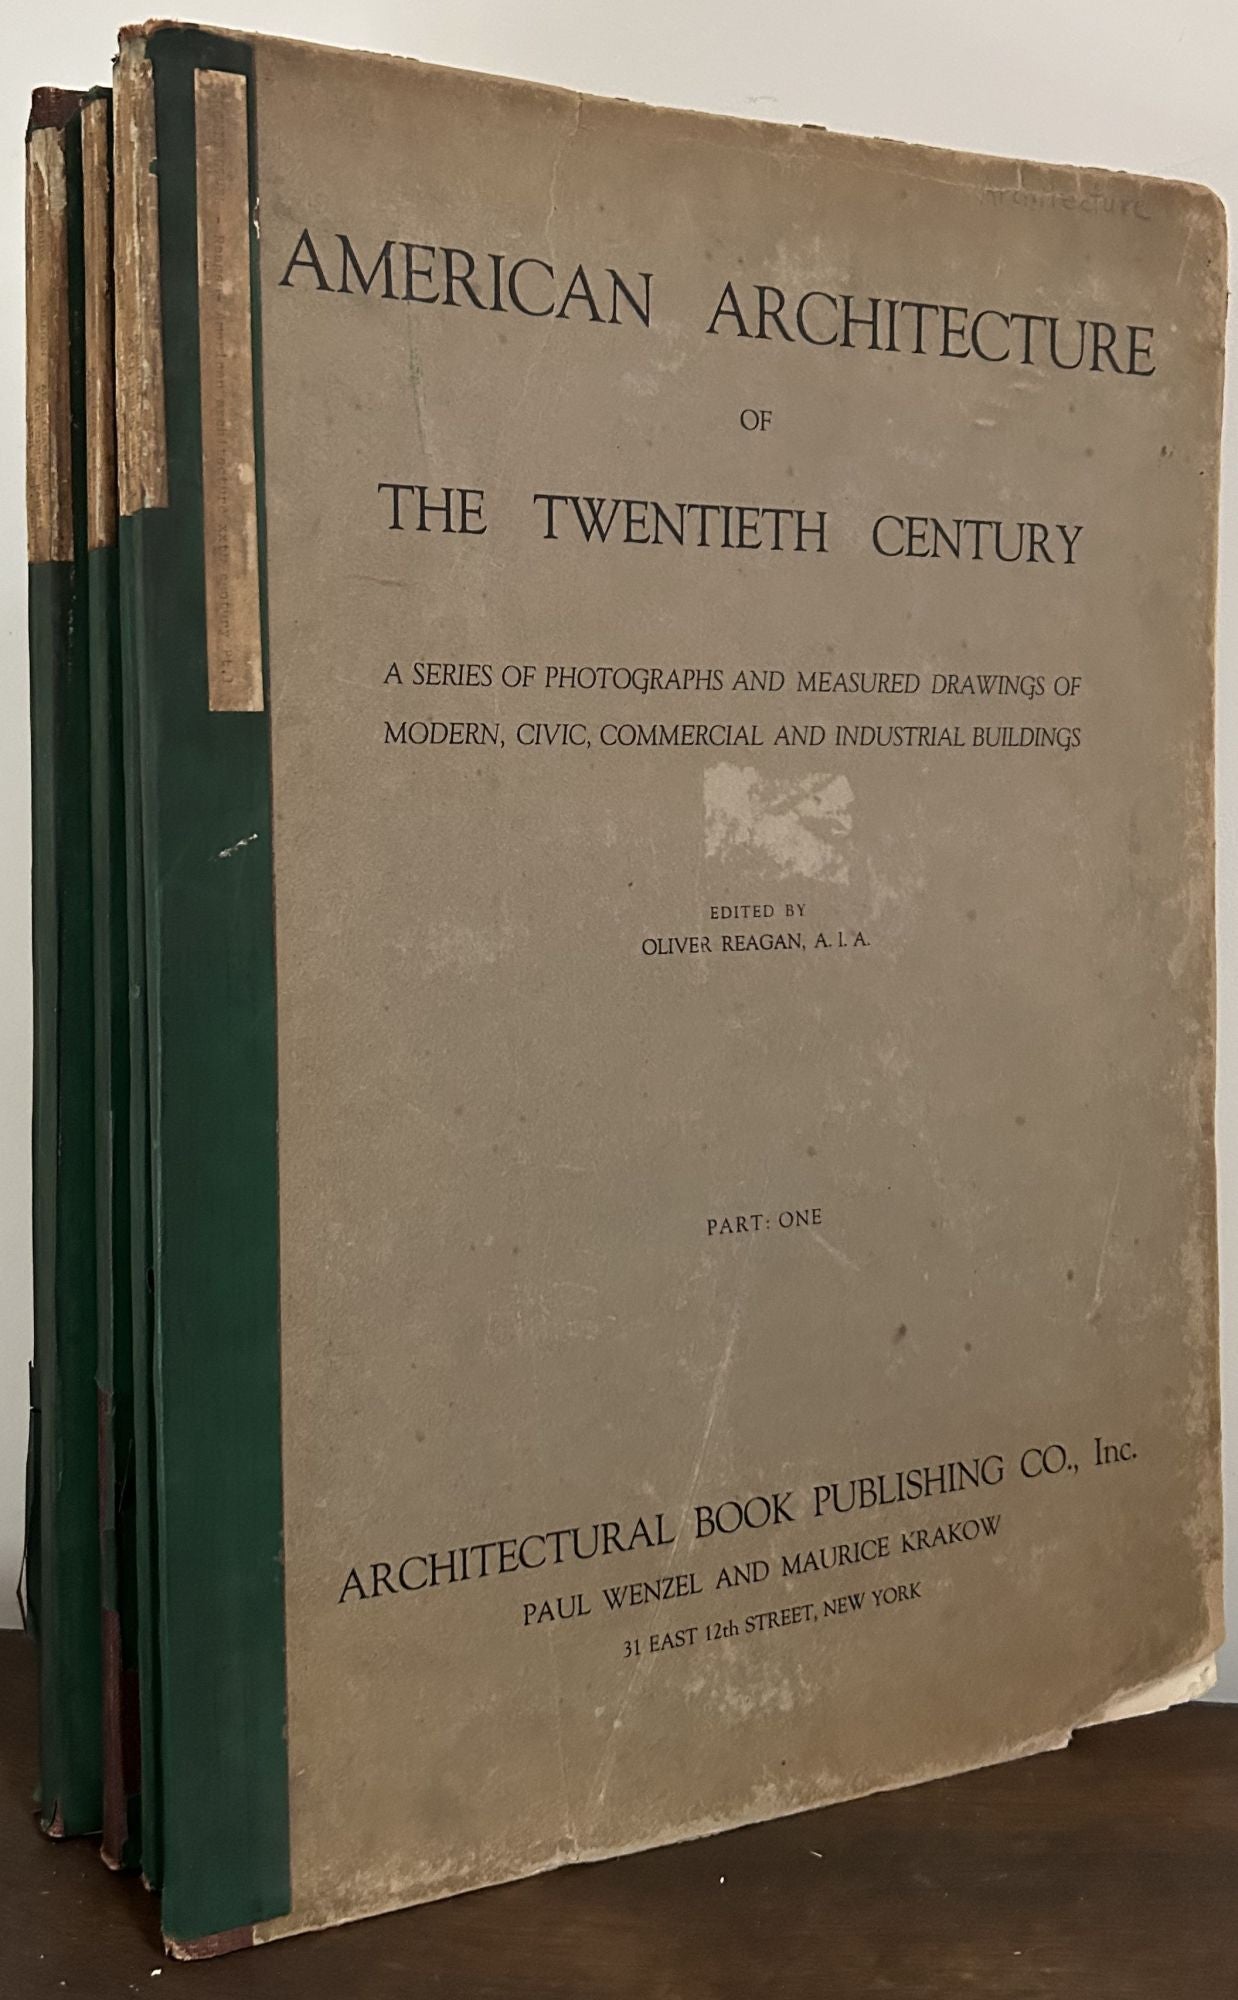 Architecture
AMERICAN ARCHITECTURE
OF
THE TWENTIETH CENTURY
A SERIES OF PHOTOGRAPHS AND MEASURED DRAWINGS OF
MODERN, CIVIC, COMMERCIAL AND INDUSTRIAL BUILDINGS
EDITED BY
OLIVER REAGAN, A. I. A.
PART: ONE
ARCHITECTURAL BOOK PUBLISHING CO., Inc.
PAUL WENZEL AND MAURICE KRAKOW
31 EAST 12th STREET, NEW YORK